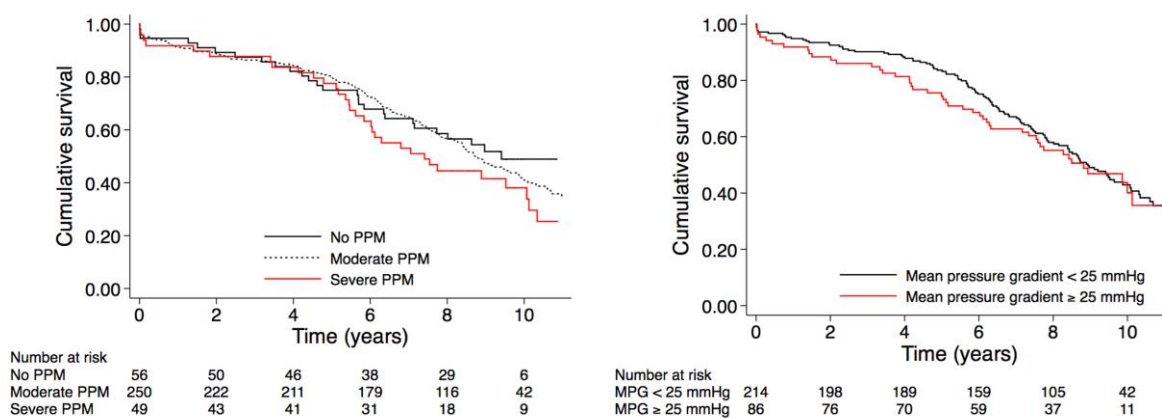 1.00
0.80
0.60
0.40
0.20
0.00
Cumulative survival
No PPM
Moderate PPM
Severe PPM
0 2 4 6 8 10
Time (years)
Number at risk
No PPM 56 50 46 38 29 6
Moderate PPM 250 222 211 179 116 42
Severe PPM 49 43 41 31 18 9
1.00
0.80
0.60
0.40
0.20
0.00
Cumulative survival
Mean pressure gradient < 25 mmHg
Mean pressure gradient ≥ 25 mmHg
0 2 4 6 8 10
Time (years)
Number at risk
MPG < 25 mmHg 214 198 189 159 105 42
MPG ≥ 25 mmHg 86 76 70 59 37 11